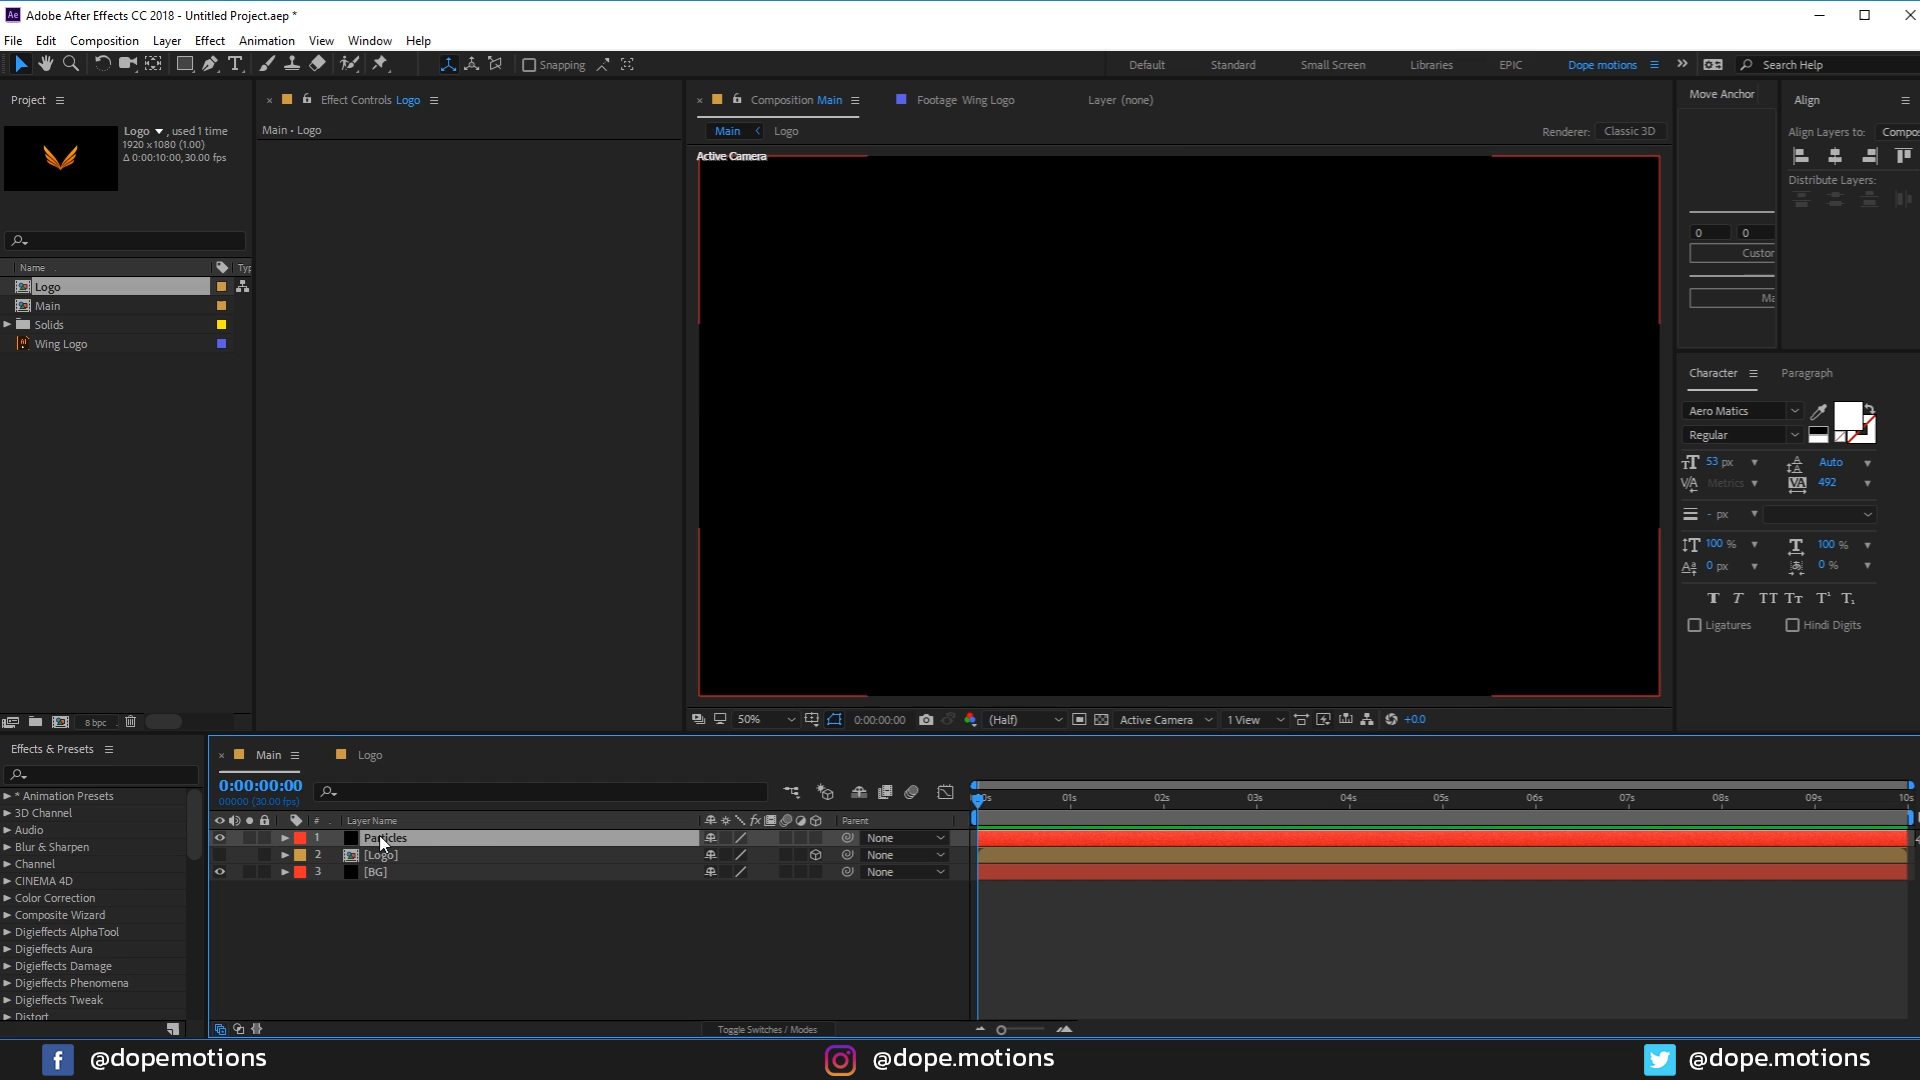 Adobe After Effects CC 2018 - Untitled Project.aep *
File Edit Composition Layer Effect Animation View Window Help
Snapping
Default Standard Small Screen Libraries EPIC Dope motions Search Help
Project
Logo , used 1 time
1920 x 1080 (1.00)
Δ 0:00:10:00, 30.00 fps
Name Typ
Logo
Main
Solids
Wing Logo
8 bpc
Effect Controls Logo
Main • Logo
Composition Main Footage Wing Logo Layer (none)
Main Logo Renderer: Classic 3D
Active Camera
50% 0:00:00:00 (Half) Active Camera 1 View +0.0
Move Anchor
0 0
Custor
Ma
Align
Align Layers to: Compos
Distribute Layers:
Character Paragraph
Aero Matics
Regular
53 px Auto
Metrics 492
- px
100 % 100 %
0 px 0 %
Ligatures Hindi Digits
Effects & Presets
* Animation Presets
3D Channel
Audio
Blur & Sharpen
Channel
CINEMA 4D
Color Correction
Composite Wizard
Digieffects AlphaTool
Digieffects Aura
Digieffects Damage
Digieffects Phenomena
Digieffects Tweak
Distort
Main Logo
0:00:00:00
00000 (30.00 fps)
01s 02s 03s 04s 05s 06s 07s 08s 09s 10s
# Layer Name Parent
1 Particles None
2 [Logo] None
3 [BG] None
Toggle Switches / Modes
@dopemotions @dope.motions @dope.motions